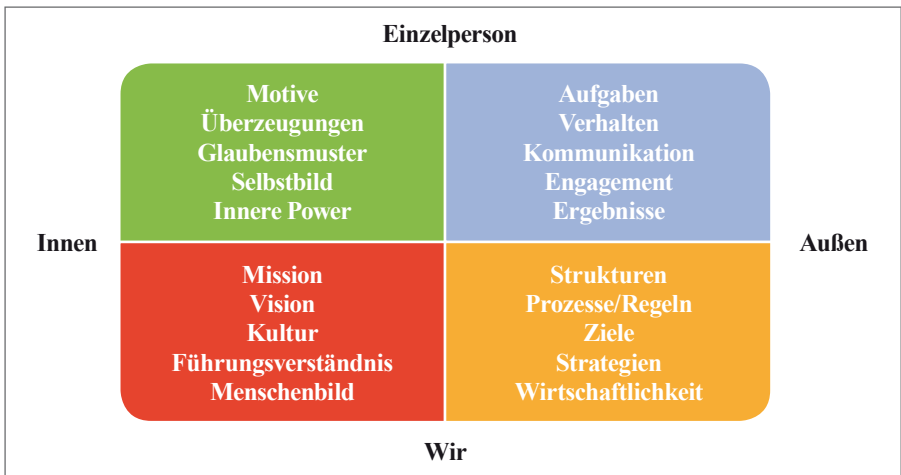 Einzelperson
Motive
Überzeugungen
Glaubensmuster
Selbstbild
Innere Power
Aufgaben
Verhalten
Kommunikation
Engagement
Ergebnisse
Innen
Außen
Mission
Vision
Kultur
Führungsverständnis
Menschenbild
Strukturen
Prozesse/Regeln
Ziele
Strategien
Wirtschaftlichkeit
Wir